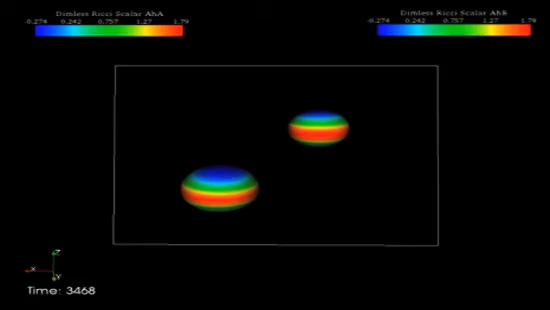 Dimless Ricci Scalar AhA
-0.274 0.242 0.757 1.27 1.79
Dimless Ricci Scalar AhB
-0.274 0.242 0.757 1.27 1.79
Z
X
Y
Time: 3468